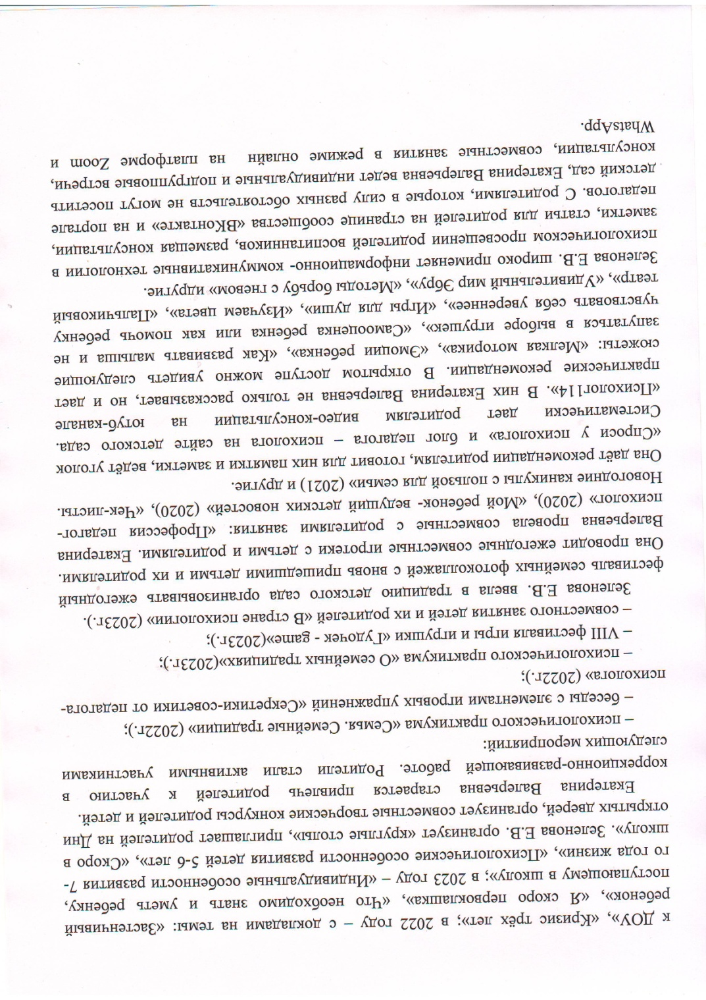 к ДОУ», «Кризис трёх лет»; в 2022 году – с докладами на темы: «Застенчивый
ребенок», «Я скоро первоклашка», «Что необходимо знать и уметь ребенку,
поступающему в школу»; в 2023 году – «Индивидуальные особенности развития 7-
го года жизни», «Психологические особенности развития детей 5-6 лет», «Скоро в
школу». Зеленова Е.В. организует «круглые столы», приглашает родителей на Дни
открытых дверей, организует совместные творческие конкурсы родителей и детей.
Екатерина Валерьевна старается привлечь родителей к участию в
коррекционно-развивающей работе. Родители стали активными участниками
следующих мероприятий:
– психологического практикума «Семья. Семейные традиции» (2022г.);
– беседы с элементами игровых упражнений «Секретики-советики от педагога-
психолога» (2022г.);
– психологического практикума «О семейных традициях»(2023г.);
– VIII фестиваля игры и игрушки «Гудочек - game»(2023г.);
– совместного занятия детей и их родителей «В стране психологии» (2023г.).
Зеленова Е.В. ввела в традицию детского сада организовывать ежегодный
фестиваль семейных фотоколлажей с вновь пришедшими детьми и их родителями.
Она проводит ежегодные совместные игротеки с детьми и родителями. Екатерина
Валерьевна провела совместные с родителями занятия: «Профессия педагог-
психолог» (2020), «Мой ребенок- ведущий детских новостей» (2020), «Чек-листы.
Новогодние каникулы с пользой для семьи» (2021) и другие.
Она даёт рекомендации родителям, готовит для них памятки и заметки, ведёт уголок
«Спроси у психолога» и блог педагога – психолога на сайте детского сада.
Систематически дает родителям видео-консультации на ютуб-канале
«Психолог114». В них Екатерина Валерьевна не только рассказывает, но и дает
практические рекомендации. В открытом доступе можно увидеть следующие
сюжеты: «Мелкая моторика», «Эмоции ребенка», «Как развивать малыша и не
запутаться в выборе игрушек», «Самооценка ребенка или как помочь ребенку
чувствовать себя увереннее», «Игры для души», «Изучаем цвета», «Пальчиковый
театр», «Удивительный мир Эбру», «Методы борьбу с гневом» идругие.
Зеленова Е.В. широко применяет информационно- коммуникативные технологии в
психологическом просвещении родителей воспитанников, размещая консультации,
заметки, статьи для родителей на странице сообщества «ВКонтакте» и на портале
педагогов. С родителями, которые в силу разных обстоятельств не могут посетить
детский сад, Екатерина Валерьевна ведет индивидуальные и подгрупповые встречи,
консультации, совместные занятия в режиме онлайн на платформе Zoom и
WhatsApp.